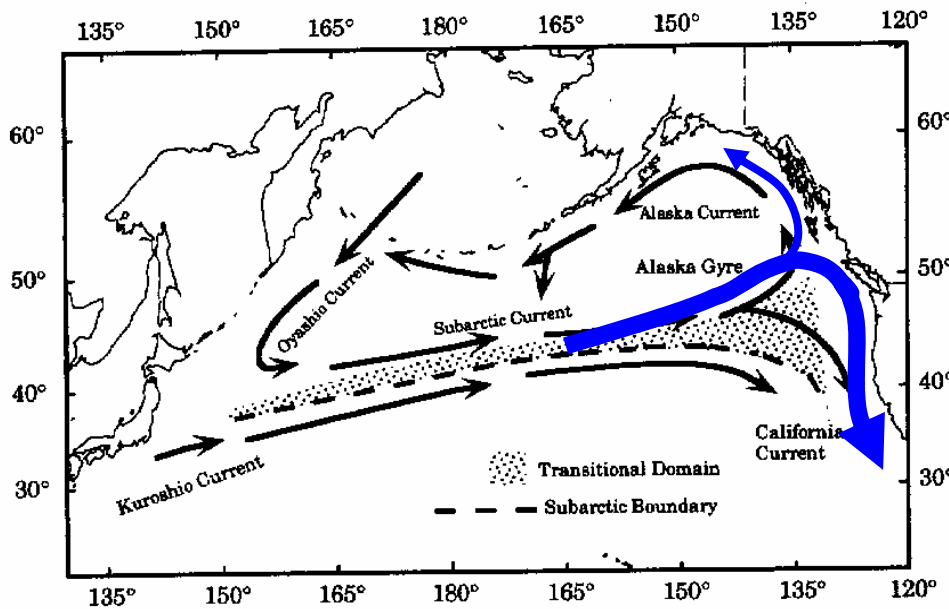 135° 150° 165° 180° 165° 150° 135° 120°
60° 60°
Alaska Current
50° Alaska Gyre 50°
Oyashio Current
Subarctic Current
40° 40°
California
Current
Kuroshio Current
Transitional Domain
30° 30°
Subarctic Boundary
135° 150° 165° 180° 165° 150° 135° 120°